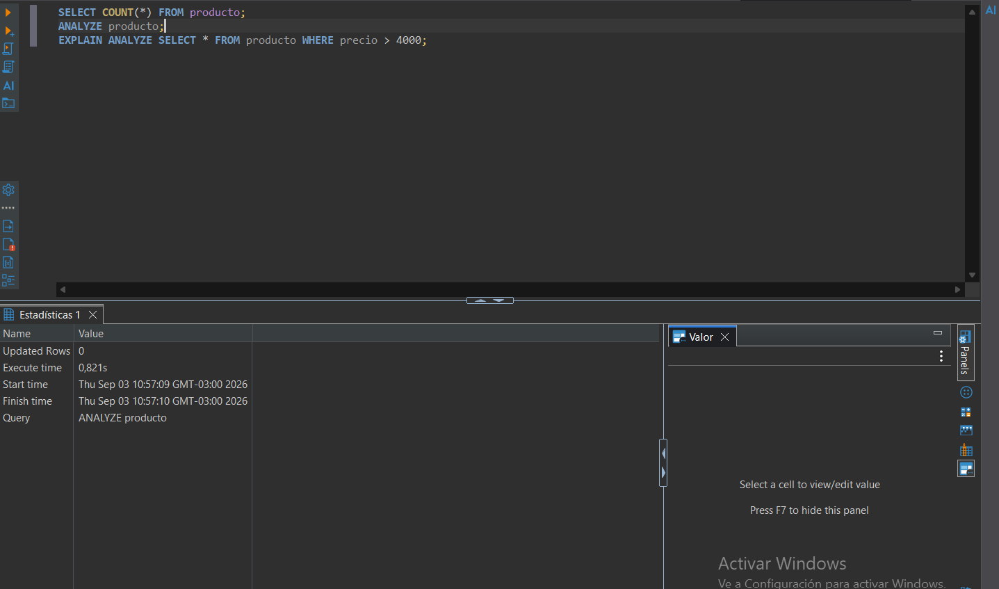 SELECT COUNT(*) FROM producto;
ANALYZE producto;
EXPLAIN ANALYZE SELECT * FROM producto WHERE precio > 4000;
AI
AI
Estadísticas 1
Name Value
Updated Rows 0
Execute time 0,821s
Start time Thu Sep 03 10:57:09 GMT-03:00 2026
Finish time Thu Sep 03 10:57:10 GMT-03:00 2026
Query ANALYZE producto
Valor
Panels
Select a cell to view/edit value
Press F7 to hide this panel
Activar Windows
Ve a Configuración para activar Windows.